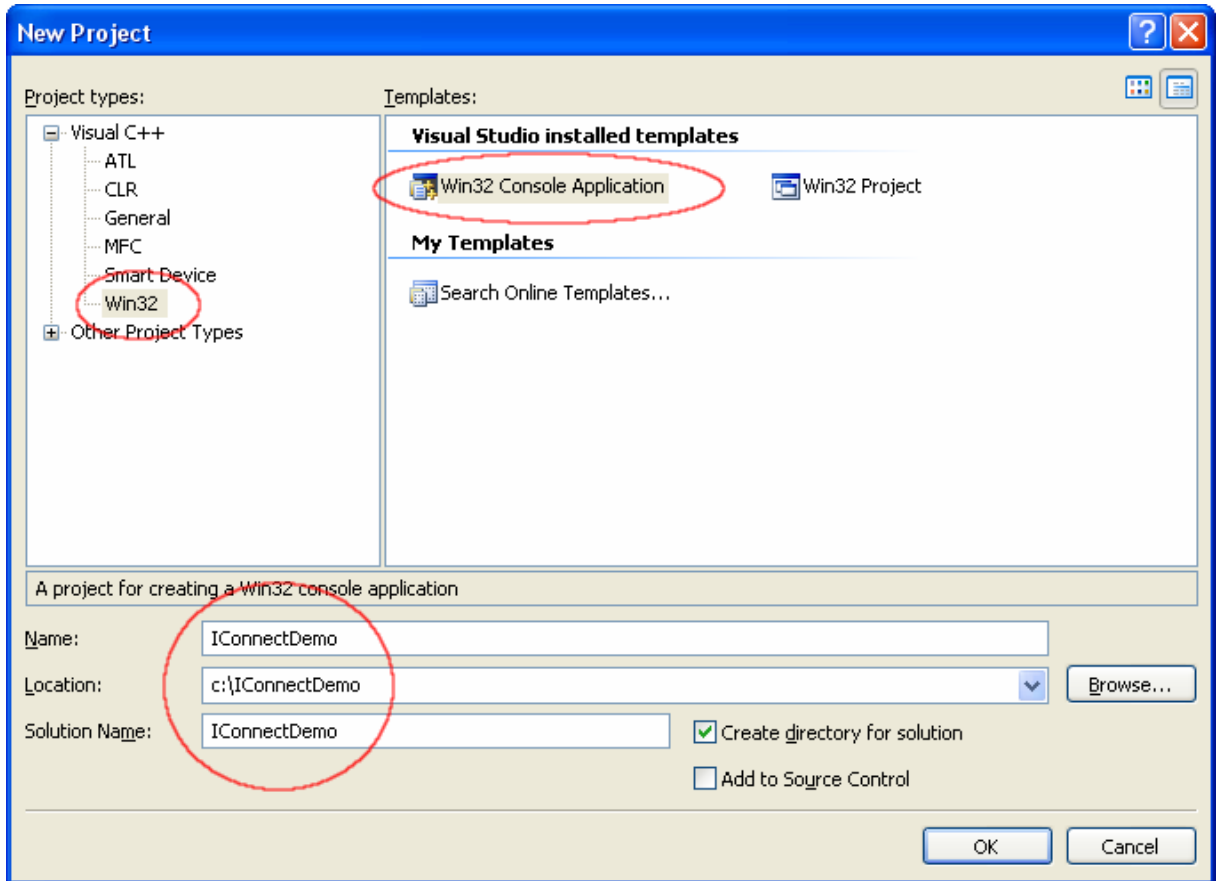 New Project
Project types:
Templates:
Visual C++
ATL
CLR
General
MFC
Smart Device
Win32
Other Project Types
Visual Studio installed templates
Win32 Console Application
Win32 Project
My Templates
Search Online Templates...
A project for creating a Win32 console application
Name: IConnectDemo
Location: c:\IConnectDemo Browse...
Solution Name: IConnectDemo Create directory for solution
Add to Source Control
OK Cancel